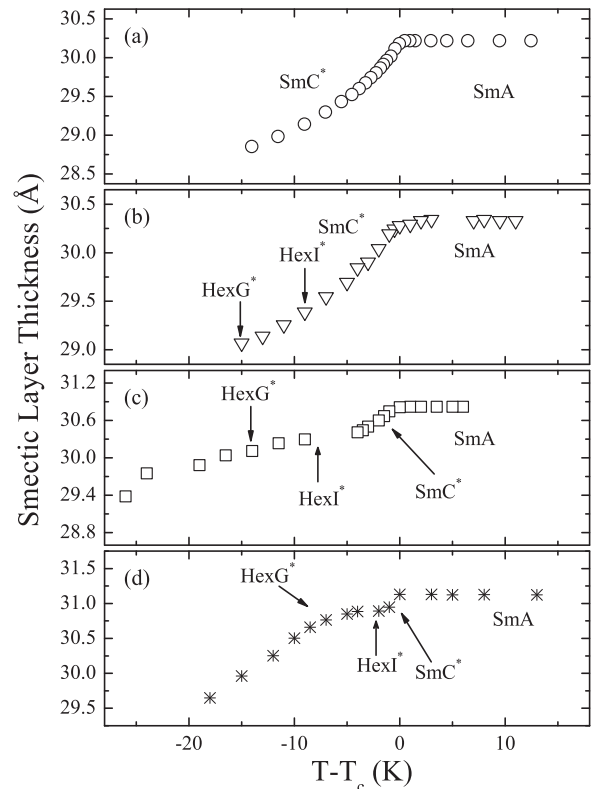 Smectic Layer Thickness (Å)
(a)
30.5
30.0
29.5
29.0
28.5
SmC*
SmA
(b)
30.5
30.0
29.5
29.0
SmC*
HexI*
HexG*
SmA
(c)
31.2
30.6
30.0
29.4
28.8
HexG*
HexI*
SmC*
SmA
(d)
31.5
31.0
30.5
30.0
29.5
HexG*
HexI*
SmC*
SmA
-20 -10 0 10
T-Tc (K)